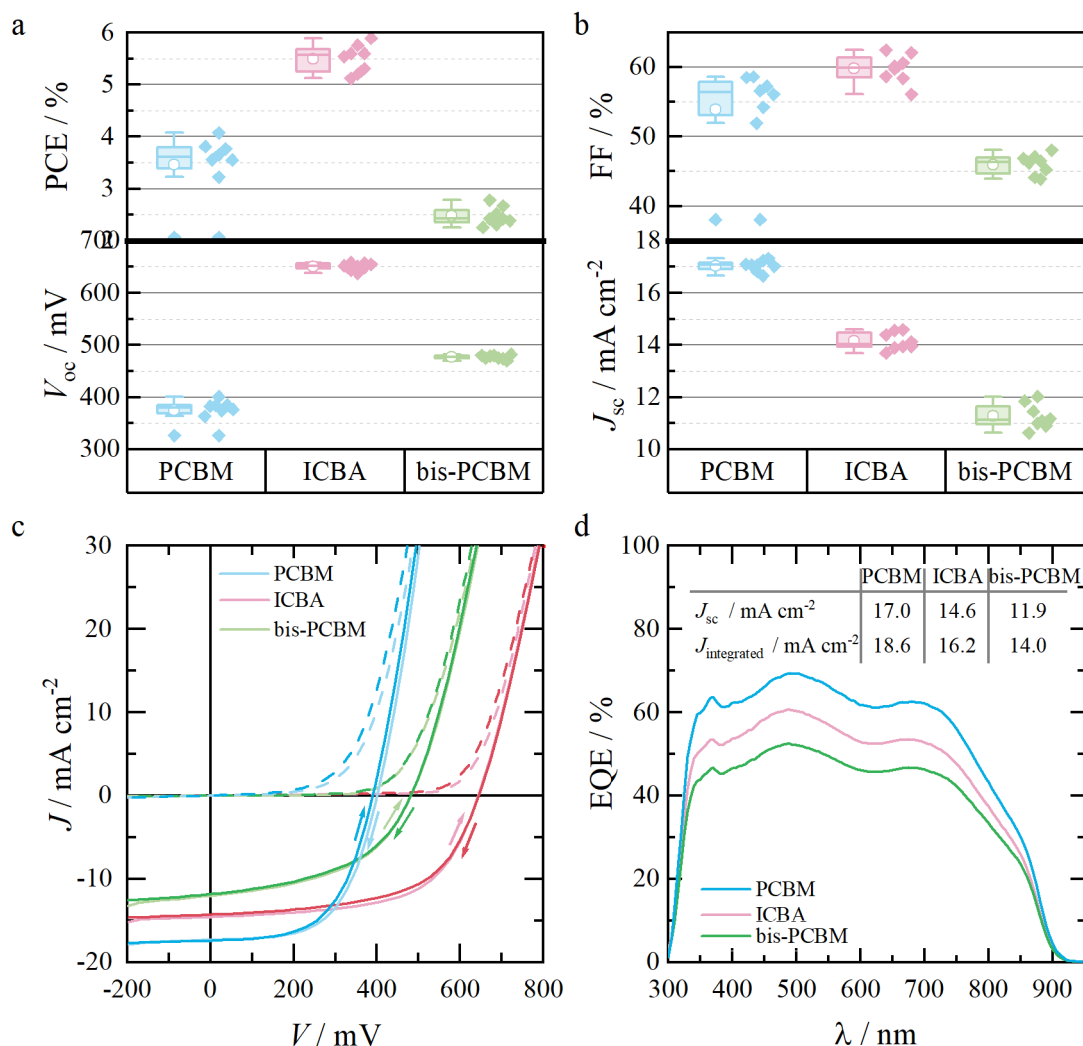 a
PCE / %
6
5
4
3
2
V_oc / mV
700
600
500
400
300
PCBM ICBA bis-PCBM
b
FF / %
60
50
40
J_sc / mA cm⁻²
18
16
14
12
10
PCBM ICBA bis-PCBM
c
J / mA cm⁻²
30
20
10
0
-10
-20
PCBM
ICBA
bis-PCBM
-200 0 200 400 600 800
V / mV
d
EQE / %
100
80
60
40
20
0
PCBM ICBA bis-PCBM
J_sc / mA cm⁻² 17.0 14.6 11.9
J_integrated / mA cm⁻² 18.6 16.2 14.0
PCBM
ICBA
bis-PCBM
300 400 500 600 700 800 900
λ / nm